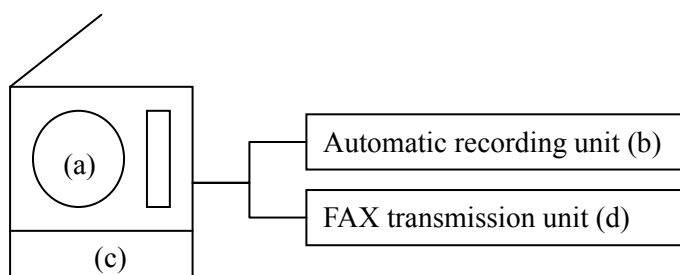 Automatic recording unit (b)
(a)
FAX transmission unit (d)
(c)